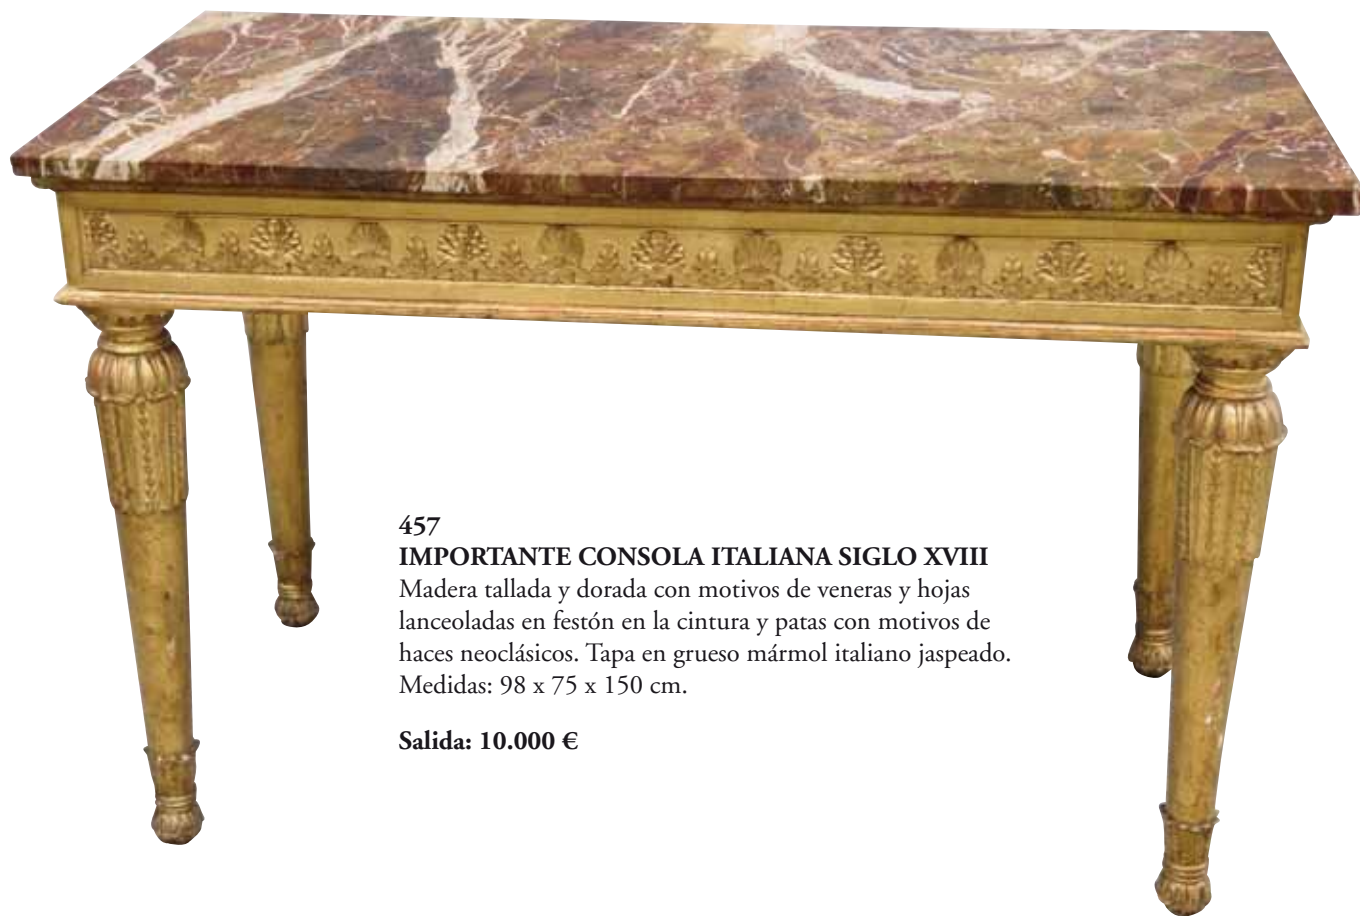 457
IMPORTANTE CONSOLA ITALIANA SIGLO XVIII
Madera tallada y dorada con motivos de veneras y hojas
lanceoladas en festón en la cintura y patas con motivos de
haces neoclásicos. Tapa en grueso mármol italiano jaspeado.
Medidas: 98 x 75 x 150 cm.
Salida: 10.000 €